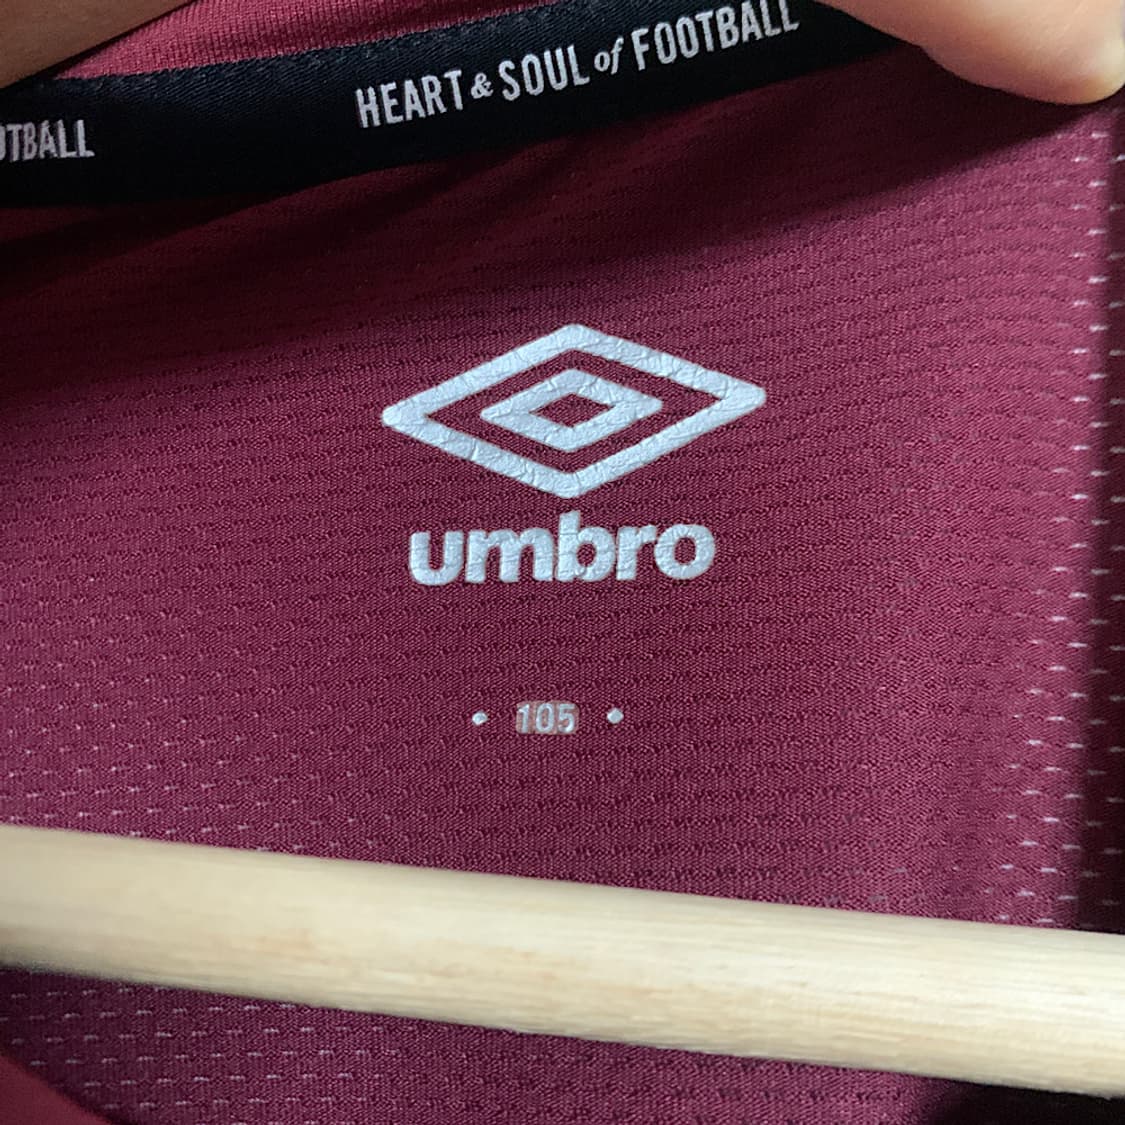 HEART & SOUL of FOOTBALL
OTBALL
umbro
• 105 •